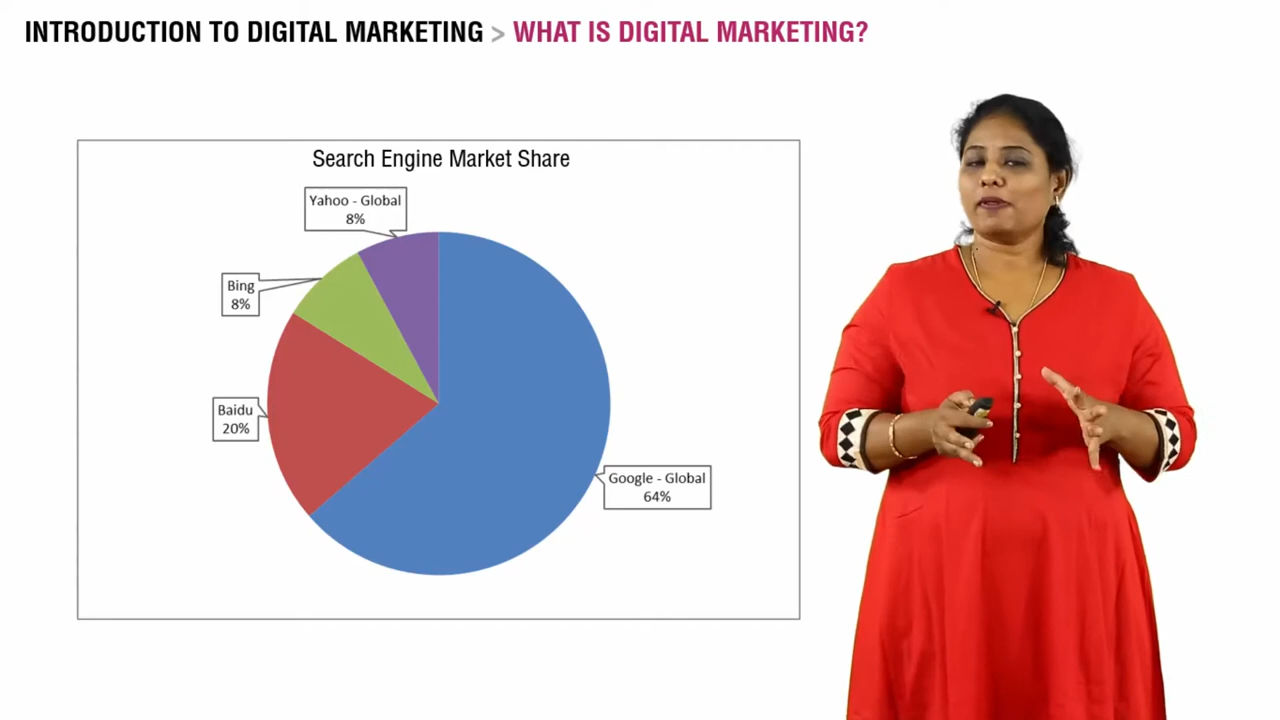 INTRODUCTION TO DIGITAL MARKETING > WHAT IS DIGITAL MARKETING?
Search Engine Market Share
Yahoo - Global
8%
Bing
8%
Baidu
20%
Google - Global
64%